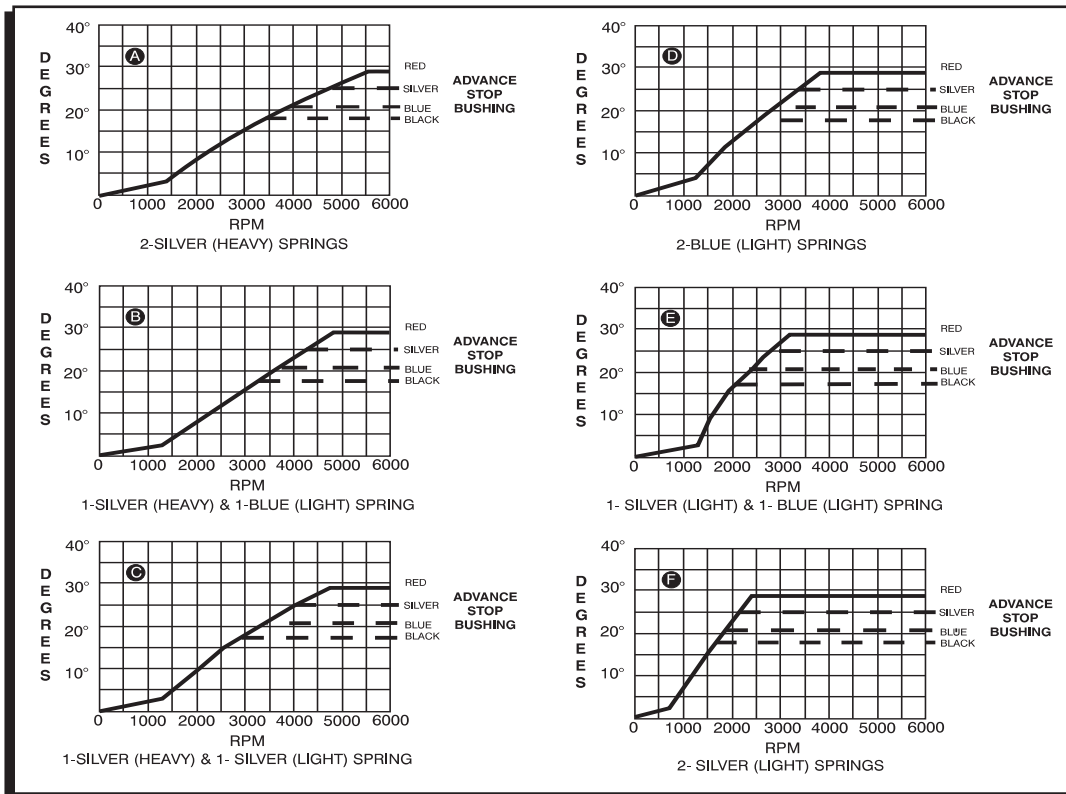 A
DEGREES
40°
30°
20°
10°
RED
SILVER
BLUE
BLACK
ADVANCE
STOP
BUSHING
0 1000 2000 3000 4000 5000 6000
RPM
2-SILVER (HEAVY) SPRINGS
D
DEGREES
40°
30°
20°
10°
RED
SILVER
BLUE
BLACK
ADVANCE
STOP
BUSHING
0 1000 2000 3000 4000 5000 6000
RPM
2-BLUE (LIGHT) SPRINGS
B
DEGREES
40°
30°
20°
10°
RED
SILVER
BLUE
BLACK
ADVANCE
STOP
BUSHING
0 1000 2000 3000 4000 5000 6000
RPM
1-SILVER (HEAVY) & 1-BLUE (LIGHT) SPRING
E
DEGREES
40°
30°
20°
10°
RED
SILVER
BLUE
BLACK
ADVANCE
STOP
BUSHING
0 1000 2000 3000 4000 5000 6000
RPM
1- SILVER (LIGHT) & 1- BLUE (LIGHT) SPRING
C
DEGREES
40°
30°
20°
10°
RED
SILVER
BLUE
BLACK
ADVANCE
STOP
BUSHING
0 1000 2000 3000 4000 5000 6000
RPM
1-SILVER (HEAVY) & 1- SILVER (LIGHT) SPRING
F
DEGREES
40°
30°
20°
10°
RED
SILVER
BLUE
BLACK
ADVANCE
STOP
BUSHING
0 1000 2000 3000 4000 5000 6000
RPM
2- SILVER (LIGHT) SPRINGS